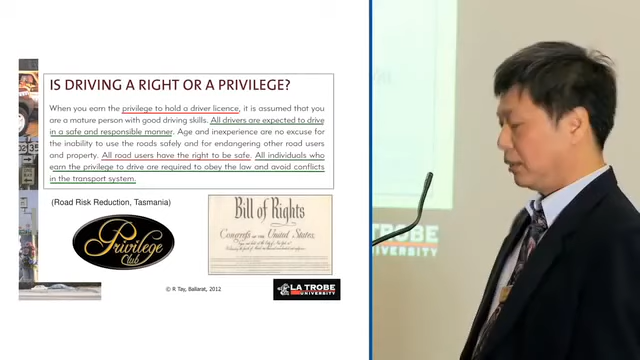 IS DRIVING A RIGHT OR A PRIVILEGE?
When you earn the privilege to hold a driver licence, it is assumed that you
are a mature person with good driving skills. All drivers are expected to drive
in a safe and responsible manner. Age and inexperience are no excuse for
the inability to use the roads safely and for endangering other road users
and property. All road users have the right to be safe. All individuals who
earn the privilege to drive are required to obey the law and avoid conflicts
in the transport system.
(Road Risk Reduction, Tasmania)
Privilege
Club
Bill of Rights
Congress of the United States,
© R Tay, Ballarat, 2012
LA TROBE
UNIVERSITY
LA TROBE
UNIVERSITY